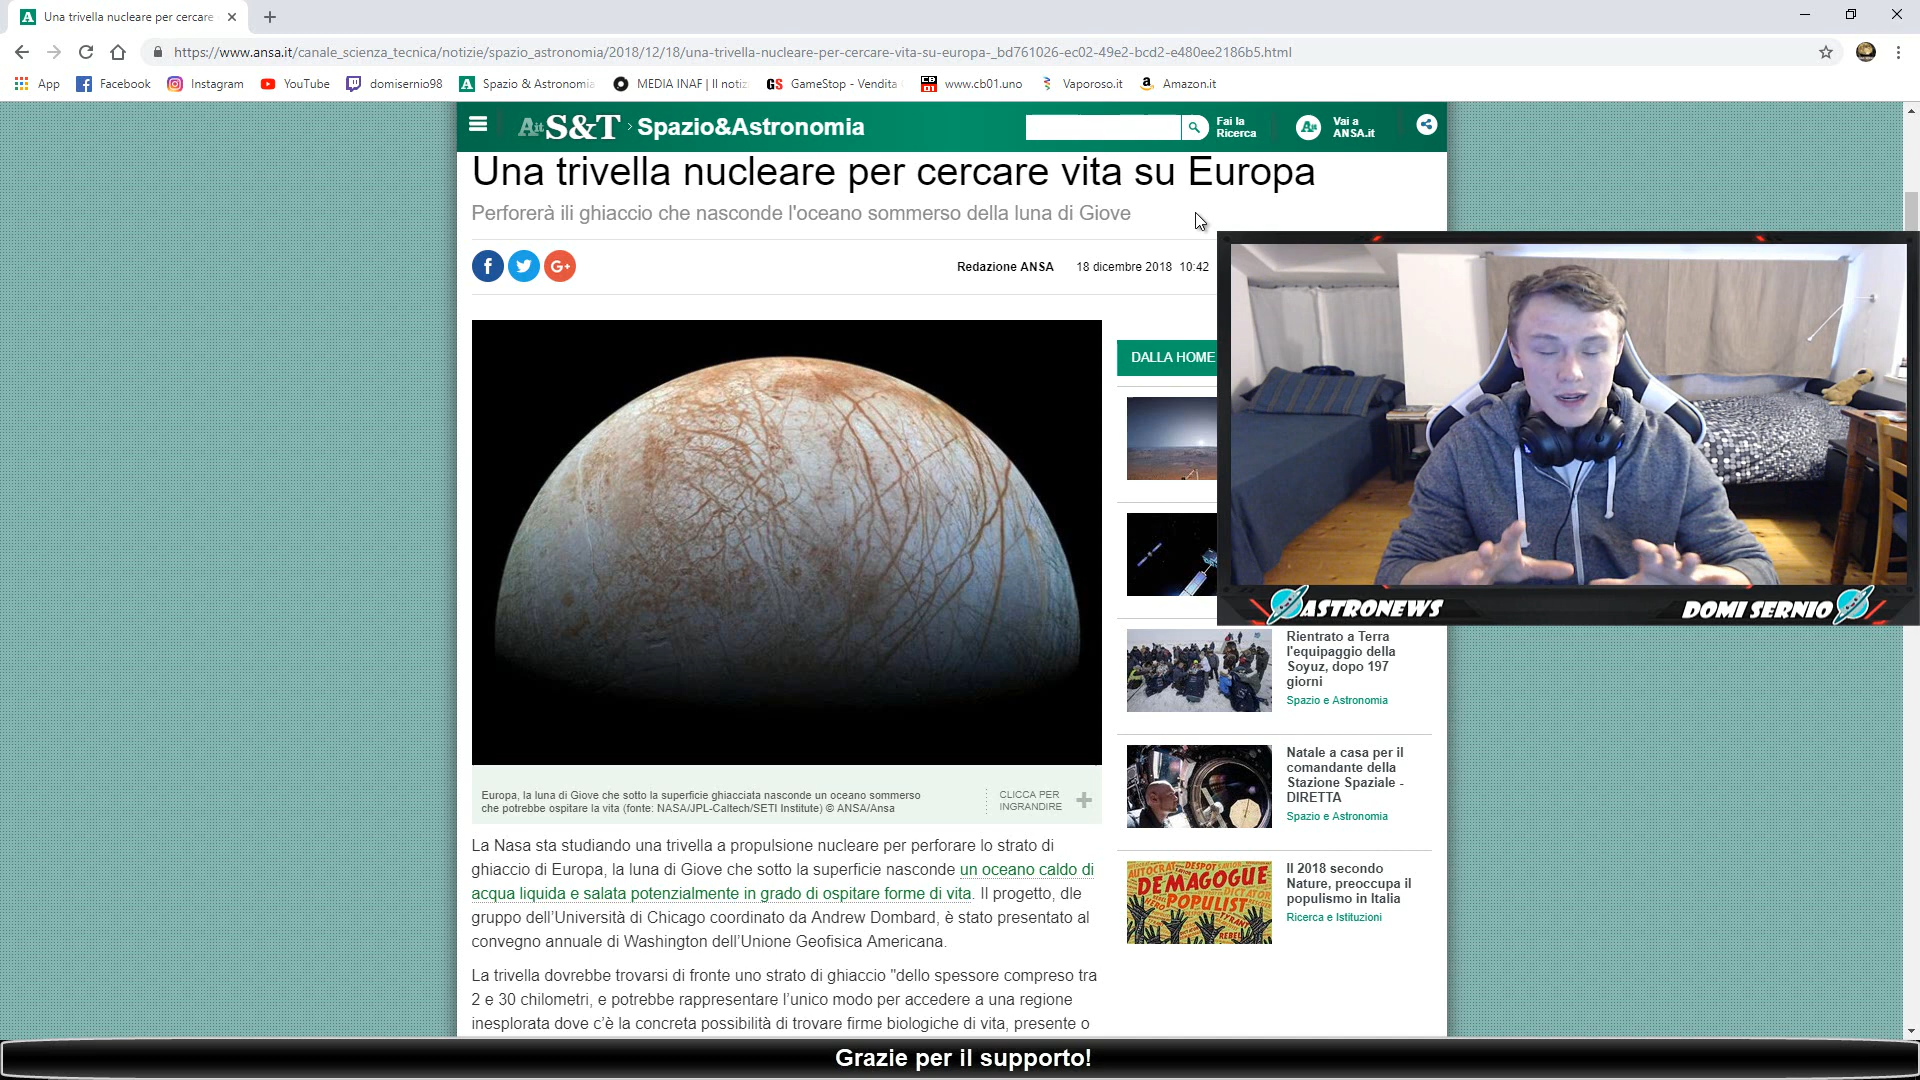 Una trivella nucleare per cercare
https://www.ansa.it/canale_scienza_tecnica/notizie/spazio_astronomia/2018/12/18/una-trivella-nucleare-per-cercare-vita-su-europa-_bd761026-ec02-49e2-bcd2-e480ee2186b5.html
App Facebook Instagram YouTube domisernio98 Spazio & Astronomia MEDIA INAF | Il notiz GameStop - Vendita www.cb01.uno Vaporoso.it Amazon.it
Ait S&T > Spazio&Astronomia
Fai la
Ricerca
Vai a
ANSA.it
Una trivella nucleare per cercare vita su Europa
Perforerà ili ghiaccio che nasconde l'oceano sommerso della luna di Giove
Redazione ANSA 18 dicembre 2018 10:42
DALLA HOME
ASTRONEWS
DOMI SERNIO
Rientrato a Terra
l'equipaggio della
Soyuz, dopo 197
giorni
Spazio e Astronomia
Natale a casa per il
comandante della
Stazione Spaziale -
DIRETTA
Spazio e Astronomia
AUTOCRAT DESPOT
DEMAGOGUE
POPULIST
DICTATOR
REBEL
Il 2018 secondo
Nature, preoccupa il
populismo in Italia
Ricerca e Istituzioni
Europa, la luna di Giove che sotto la superficie ghiacciata nasconde un oceano sommerso
che potrebbe ospitare la vita (fonte: NASA/JPL-Caltech/SETI Institute) © ANSA/Ansa
CLICCA PER
INGRANDIRE
La Nasa sta studiando una trivella a propulsione nucleare per perforare lo strato di
ghiaccio di Europa, la luna di Giove che sotto la superficie nasconde un oceano caldo di
acqua liquida e salata potenzialmente in grado di ospitare forme di vita. Il progetto, dle
gruppo dell'Università di Chicago coordinato da Andrew Dombard, è stato presentato al
convegno annuale di Washington dell'Unione Geofisica Americana.
La trivella dovrebbe trovarsi di fronte uno strato di ghiaccio "dello spessore compreso tra
2 e 30 chilometri, e potrebbe rappresentare l'unico modo per accedere a una regione
inesplorata dove c'è la concreta possibilità di trovare firme biologiche di vita, presente o
Grazie per il supporto!